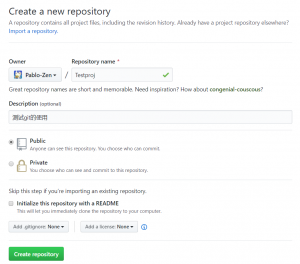 Create a new repository
A repository contains all project files, including the revision history. Already have a project repository elsewhere?
Import a repository.
Owner
Repository name *
Pablo-Zen
/
Testproj
Great repository names are short and memorable. Need inspiration? How about congenial-couscous?
Description (optional)
测试git的使用
Public
Anyone can see this repository. You choose who can commit.
Private
You choose who can see and commit to this repository.
Skip this step if you're importing an existing repository.
Initialize this repository with a README
This will let you immediately clone the repository to your computer.
Add .gitignore: None
Add a license: None
Create repository